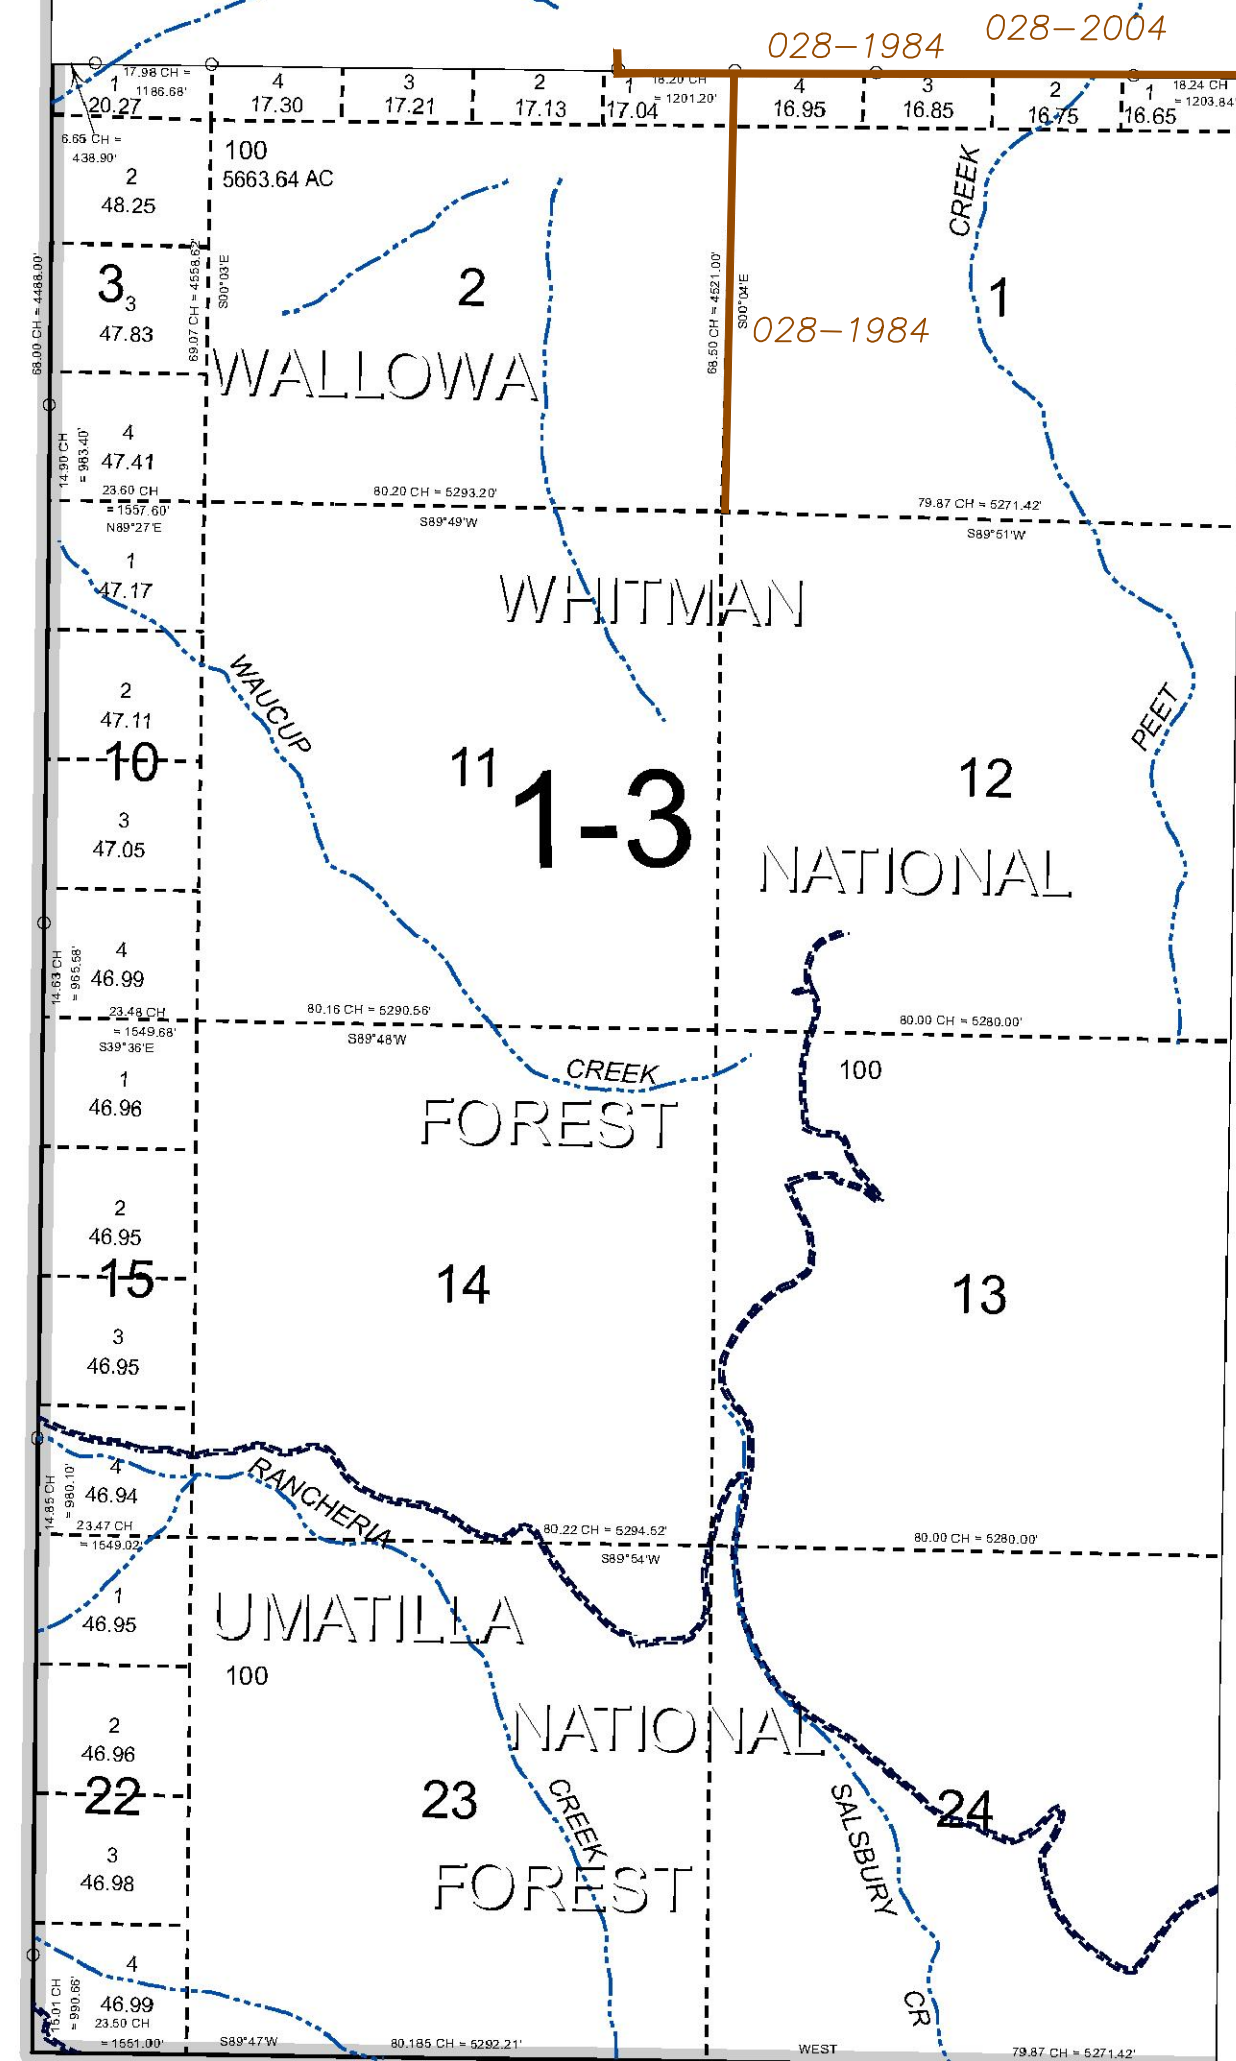 028-1984 028-2004
17.98 CH =
1186.68'
18.20 CH
= 1201.20'
18.24 CH
= 1203.84'
1 4 3 2 1 4 3 2 1
20.27 17.30 17.21 17.13 17.04 16.95 16.85 16.75 16.65
6.65 CH =
438.90'
100
5663.64 AC
CREEK
2
48.25
68.00 CH = 4488.00'
69.07 CH = 4558.62'
S00°03'E
68.50 CH = 4521.00'
S00°04'E
3 2 1
3
47.83
028-1984
WALLOWA
4
47.41
14.90 CH
= 983.40'
23.60 CH
= 1557.60'
N89°27'E
80.20 CH = 5293.20'
S89°49'W
79.87 CH = 5271.42'
S89°51'W
1
47.17
WHITMAN
WAUCUP
PEET
2
47.11
10 11 12
1-3
3
47.05
NATIONAL
4
46.99
14.63 CH
= 965.58'
23.48 CH
= 1549.68'
S39°36'E
80.16 CH = 5290.56'
S89°48'W
80.00 CH = 5280.00'
CREEK
100
1
46.96
FOREST
2
46.95
15 14 13
3
46.95
RANCHERIA
4
46.94
14.85 CH
= 980.10'
23.47 CH
= 1549.02'
80.22 CH = 5294.52'
S89°54'W
80.00 CH = 5280.00'
1
46.95
UMATILLA
100
2
46.96
NATIONAL
22 23 24
CREEK
SALSBURY
3
46.98
FOREST
4
46.99
15.01 CH
= 990.66'
23.50 CH
= 1551.00'
CR
S89°47'W
80.185 CH = 5292.21'
WEST
79.87 CH = 5271.42'